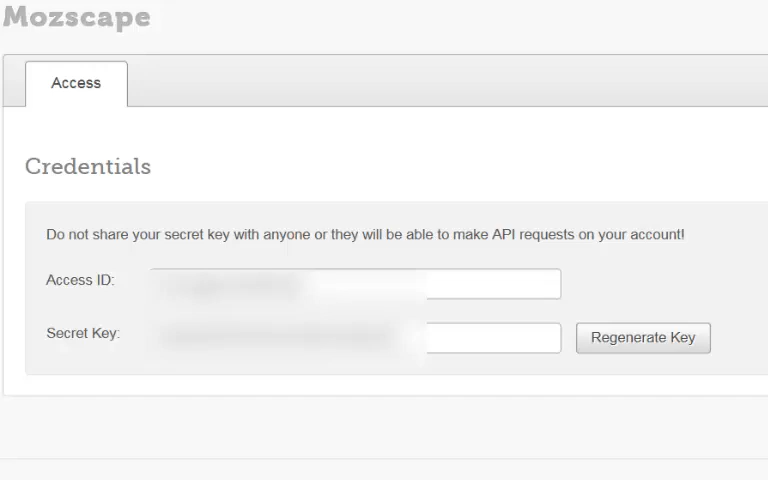 Mozscape
Access
Credentials
Do not share your secret key with anyone or they will be able to make API requests on your account!
Access ID:
Secret Key:
Regenerate Key